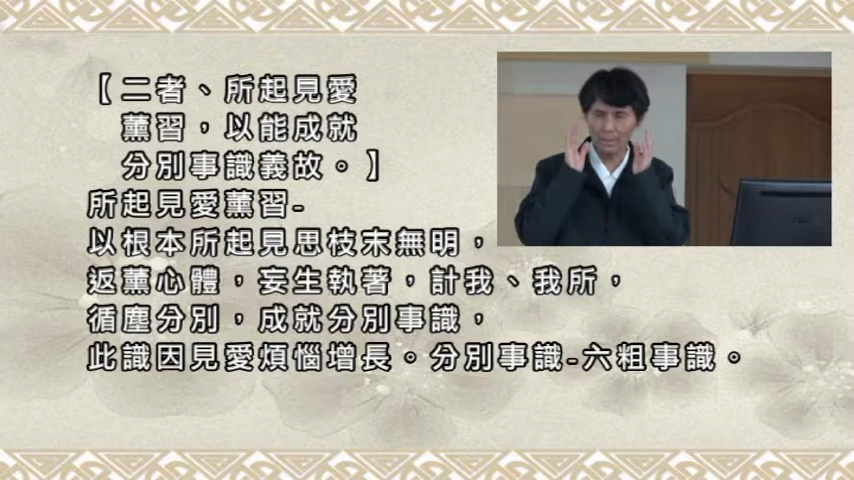 【二者、所起見愛
薰習，以能成就
分別事識義故。】
所起見愛薰習-
以根本所起見思枝末無明，
返薰心體，妄生執著，計我、我所，
循塵分別，成就分別事識，
此識因見愛煩惱增長。分別事識-六粗事識。